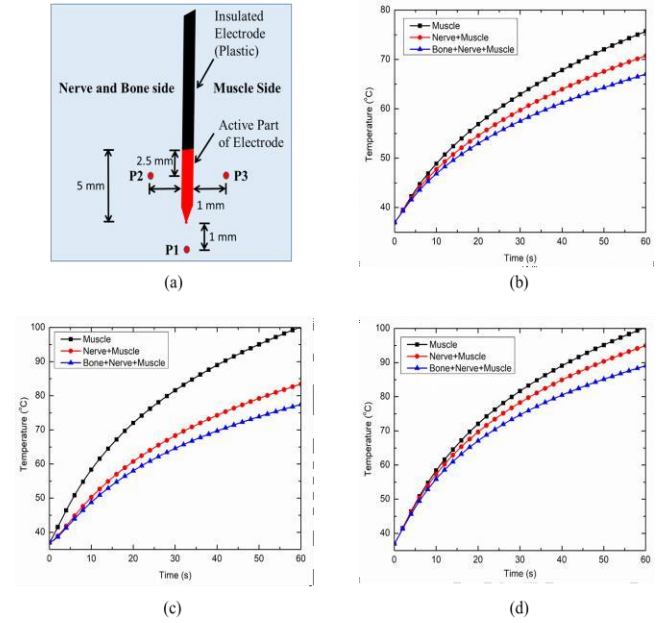 Insulated
Electrode
(Plastic)
Nerve and Bone side
Muscle Side
Active Part
of Electrode
2.5 mm
5 mm
P2
P3
1 mm
1 mm
P1
(a)
80
70
60
50
40
Temperature (°C)
Muscle
Nerve+Muscle
Bone+Nerve+Muscle
0 10 20 30 40 50 60
Time (s)
(b)
100
90
80
70
60
50
40
Temperature (°C)
Muscle
Nerve+Muscle
Bone+Nerve+Muscle
0 10 20 30 40 50 60
Time (s)
(c)
100
90
80
70
60
50
40
Temperature (°C)
Muscle
Nerve+Muscle
Bone+Nerve+Muscle
0 10 20 30 40 50 60
Time (s)
(d)